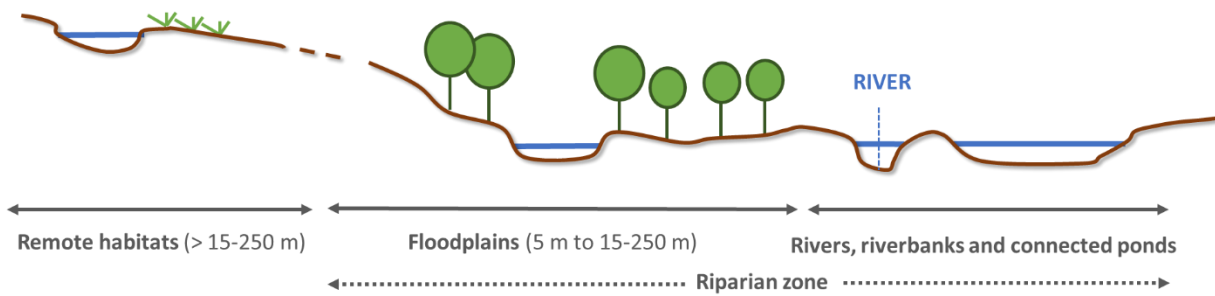 RIVER
Remote habitats (> 15-250 m)
Floodplains (5 m to 15-250 m)
Rivers, riverbanks and connected ponds
Riparian zone